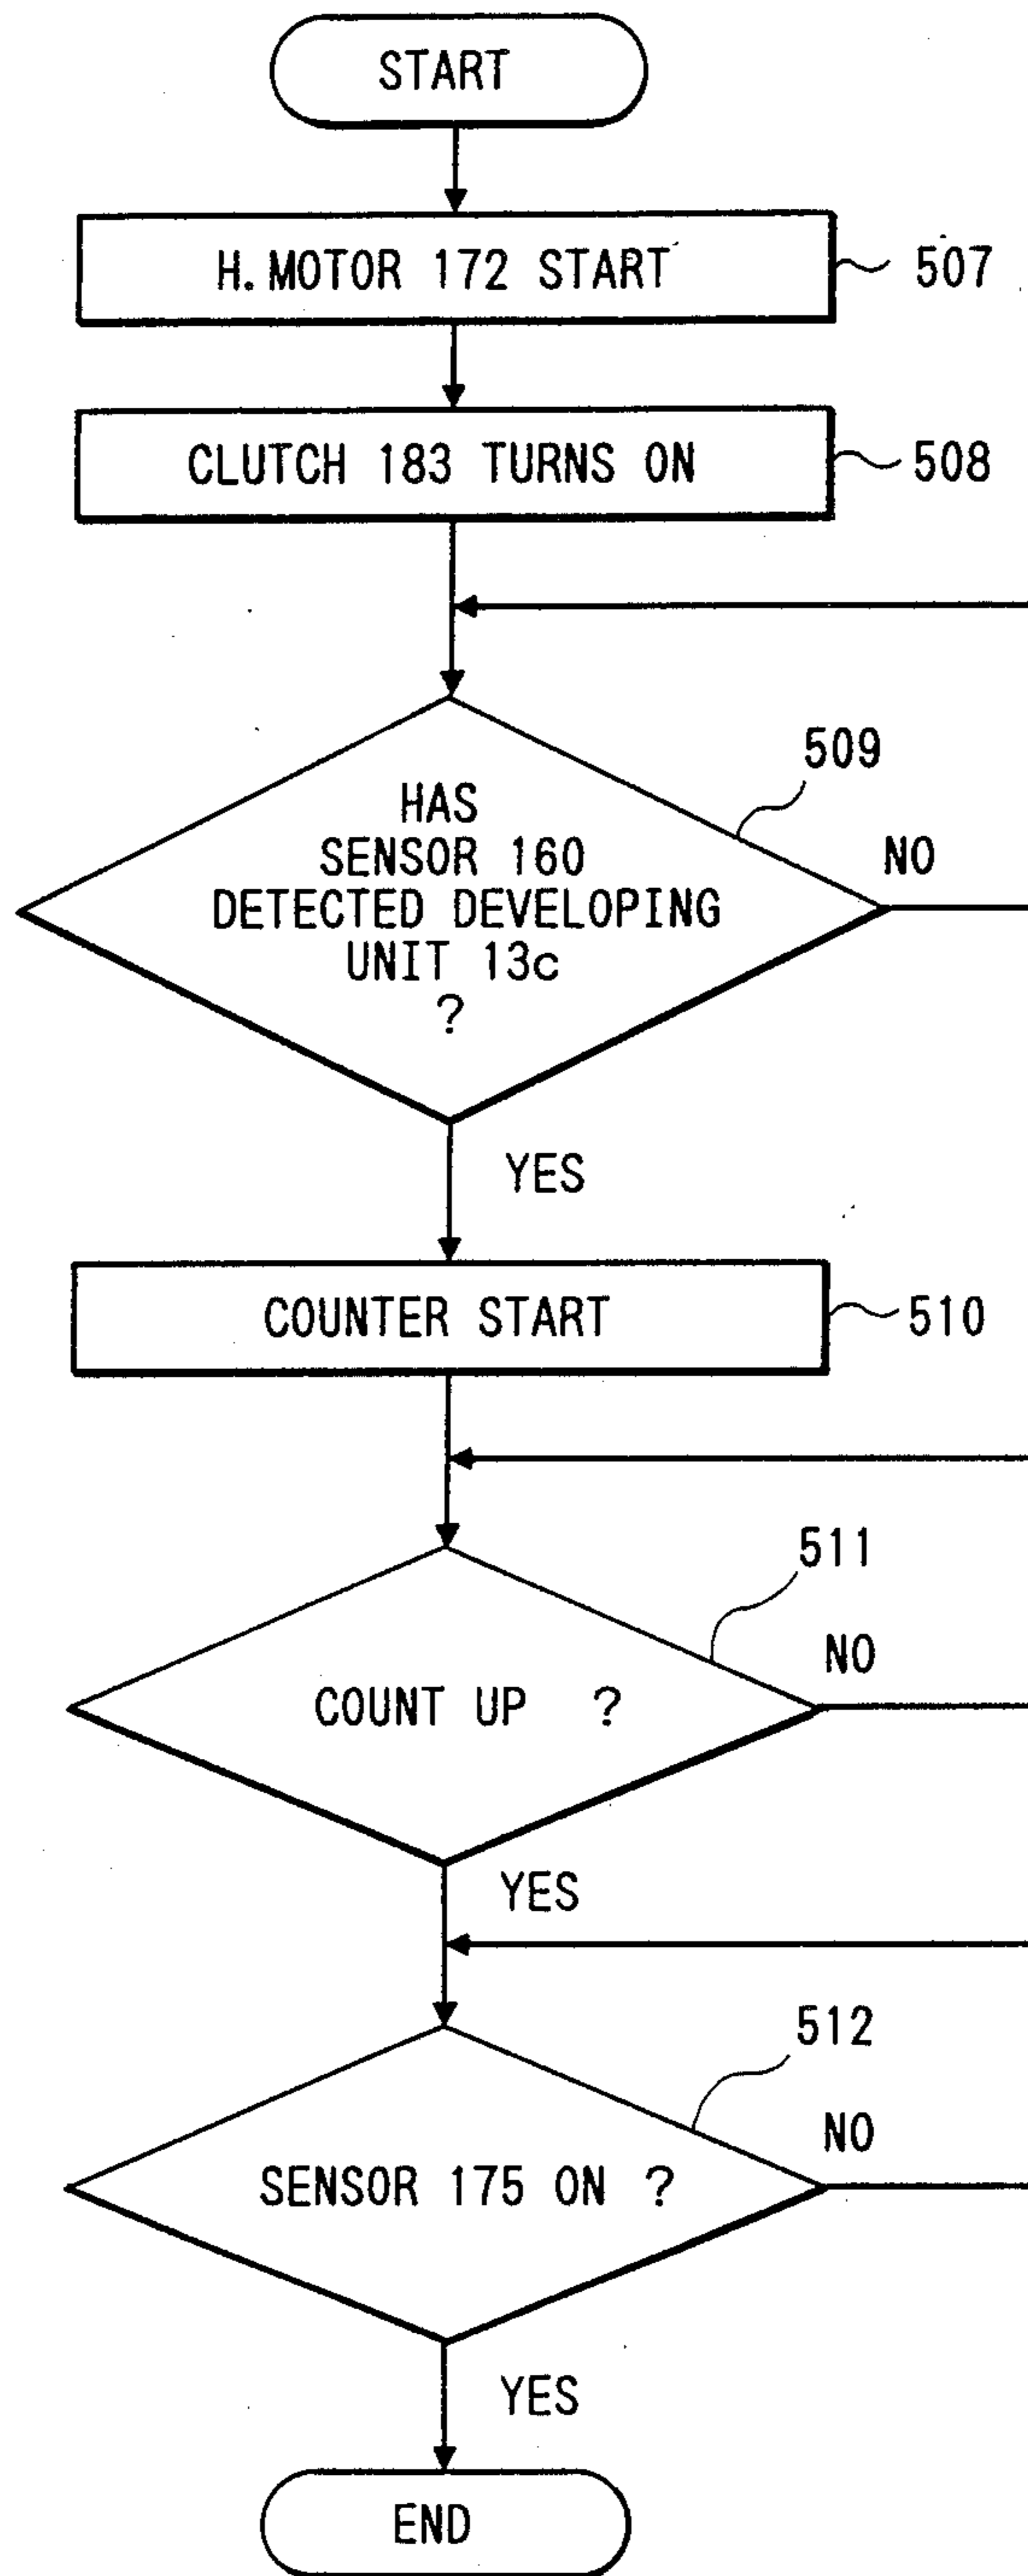 START
H.MOTOR 172 START
507
CLUTCH 183 TURNS ON
508
509
HAS
SENSOR 160
DETECTED DEVELOPING
UNIT 13c
?
NO
YES
COUNTER START
510
511
COUNT UP ?
NO
YES
512
SENSOR 175 ON ?
NO
YES
END